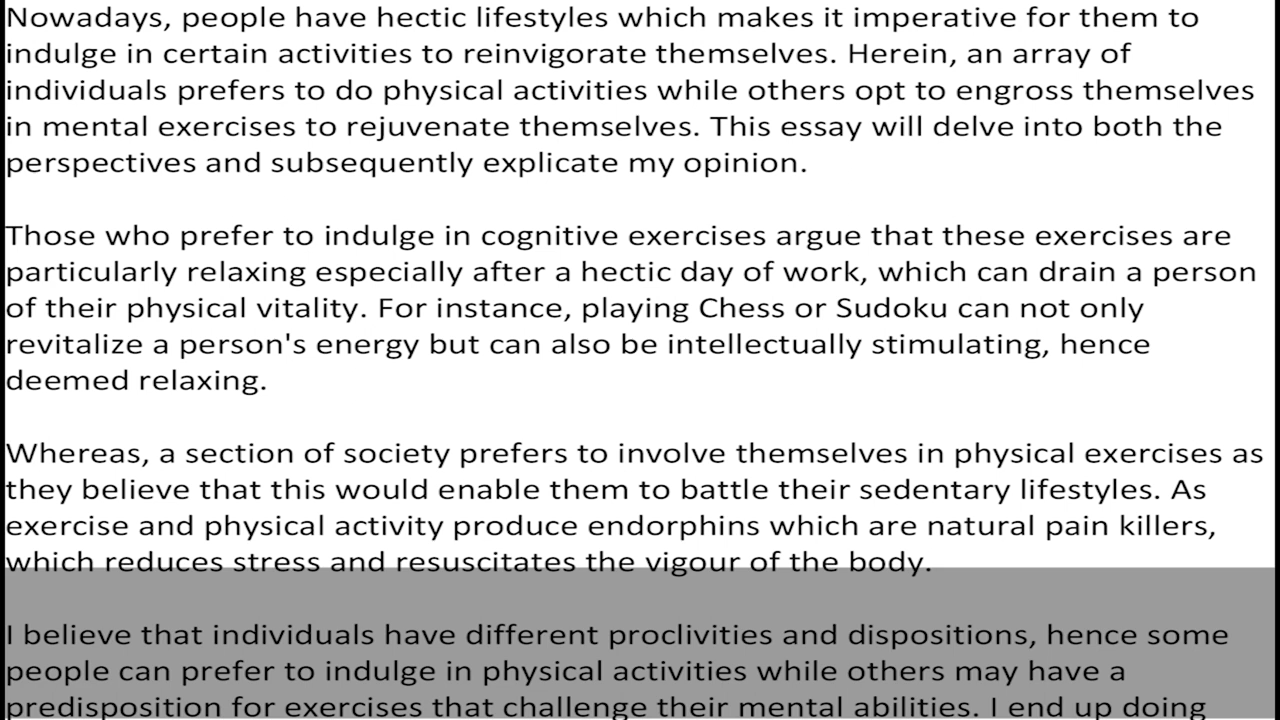 Nowadays, people have hectic lifestyles which makes it imperative for them to
indulge in certain activities to reinvigorate themselves. Herein, an array of
individuals prefers to do physical activities while others opt to engross themselves
in mental exercises to rejuvenate themselves. This essay will delve into both the
perspectives and subsequently explicate my opinion.
Those who prefer to indulge in cognitive exercises argue that these exercises are
particularly relaxing especially after a hectic day of work, which can drain a person
of their physical vitality. For instance, playing Chess or Sudoku can not only
revitalize a person's energy but can also be intellectually stimulating, hence
deemed relaxing.
Whereas, a section of society prefers to involve themselves in physical exercises as
they believe that this would enable them to battle their sedentary lifestyles. As
exercise and physical activity produce endorphins which are natural pain killers,
which reduces stress and resuscitates the vigour of the body.
I believe that individuals have different proclivities and dispositions, hence some
people can prefer to indulge in physical activities while others may have a
predisposition for exercises that challenge their mental abilities. I end up doing